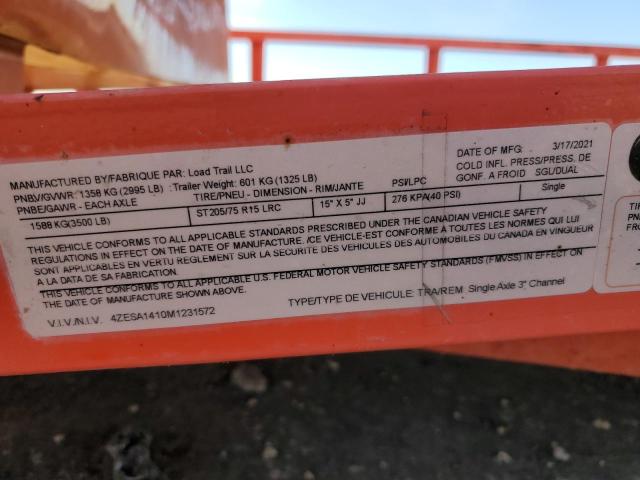 MANUFACTURED BY/FABRIQUE PAR: Load Trail LLC
DATE OF MFG: 3/17/2021
PNBV/GVWR: 1358 KG (2995 LB) :Trailer Weight: 601 KG (1325 LB)
COLD INFL. PRESS/PRESS. DE
PNBE/GAWR - EACH AXLE TIRE/PNEU - DIMENSION - RIM/JANTE PSI/LPC
GONF. A FROID SGL/DUAL
1588 KG(3500 LB) ST205/75 R15 LRC 15" X 5" JJ 276 KPA(40 PSI) Single
THIS VEHICLE CONFORMS TO ALL APPLICABLE STANDARDS PRESCRIBED UNDER THE CANADIAN VEHICLE SAFETY
REGULATIONS IN EFFECT ON THE DATE OF MANUFACTURE. /CE VEHICLE-EST CONFORME A TOUTES LES NORMES QUI LUI
SONT APPLICABLES EN VERTU REGLEMENT SUR LA SECURITE DES VEHICULES DES AUTOMOBILES DU CANADA EN VINGUEUR
A LA DATA DE SA FABRICATION.
THIS VEHICLE CONFORMS TO ALL APPLICABLE U.S. FEDERAL MOTOR VEHICLE SAFETY STANDARDS (FMVSS) IN EFFECT ON
THE DATE OF MANUFACTURE SHOWN ABOVE.
V.I.V./N.I.V. 4ZESA1410M1231572 TYPE/TYPE DE VEHICULE: TRA/REM Single Axle 3" Channel